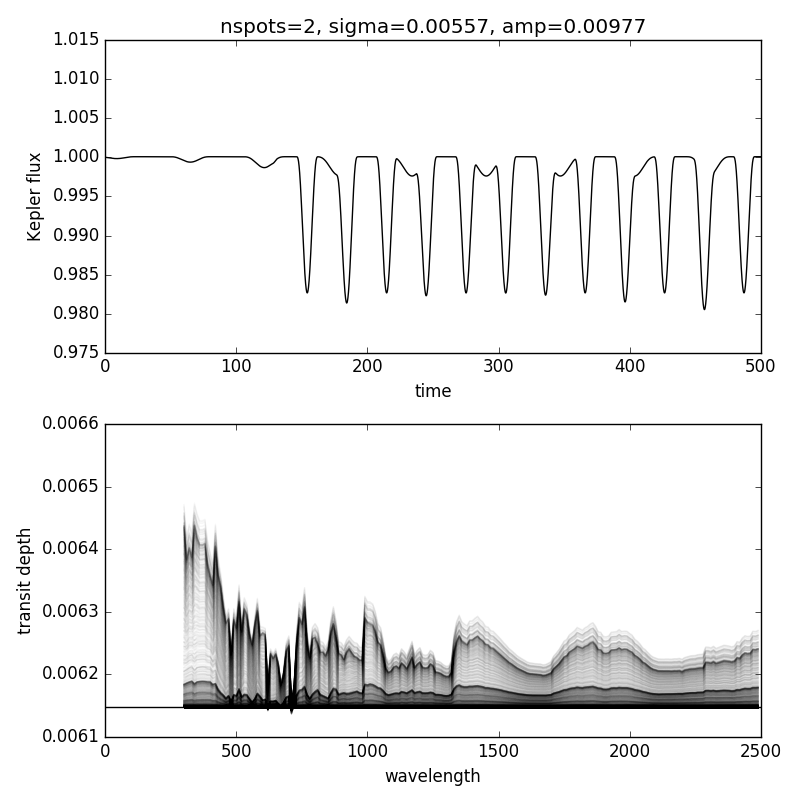 nspots=2, sigma=0.00557, amp=0.00977
1.015
1.010
1.005
1.000
0.995
0.990
0.985
0.980
0.975
Kepler flux
0 100 200 300 400 500
time
0.0066
0.0065
0.0064
0.0063
0.0062
0.0061
transit depth
0 500 1000 1500 2000 2500
wavelength